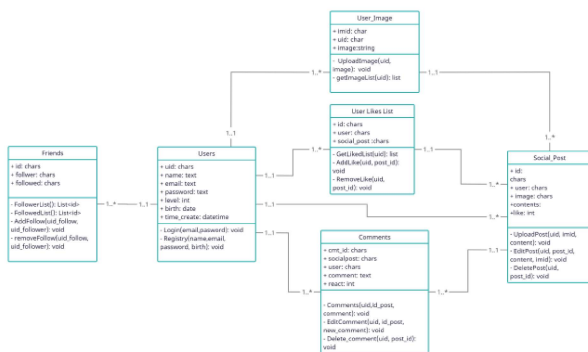 User_Image
+ imid: char
+ uid: char
+ image:string
- UploadImage(uid,
image): void
- getImageList(uid): list
1..*
1..1
1..1
1..*
User Likes List
+ id: chars
+ user: chars
+ social_post :chars
- GetLikedList(uid): list
- AddLike(uid, post_id):
void
- RemoveLike(uid,
post_id): void
1..*
1..1
1..1
1..*
Friends
+ id: chars
+ follwer: chars
+ followed: chars
- FollowerList(): List<id>
- FollowedList(): List<id>
- AddFollow(uid_follow,
uid_follower): void
- removeFollow(uid_follow,
uid_follower): void
1..*
1..1
Users
+ uid: chars
+ name: text
+ email: text
+ password: text
+ level: int
+ birth: date
+ time_create: datetime
- Login(email,password): void
- Registry(name,email,
password, birth): void
1..1
1..*
1..1
1..*
Social_Post
+ id:
chars
+ user: chars
+ image: chars
+contents:
+like: int
- UploadPost(uid, imid,
content): void
- EditPost(uid, post_id,
content, imid): void
- DeletePost(uid,
post_id): void
Comments
+ cmt_id: chars
+ socialpost: chars
+ user: chars
+ comment: text
+ react: int
- Comments(uid,id_post,
comment): void
- EditComment(uid, id_post,
new_comment): void
- Delete_comment(uid, post_id):
void
1..*
1..1